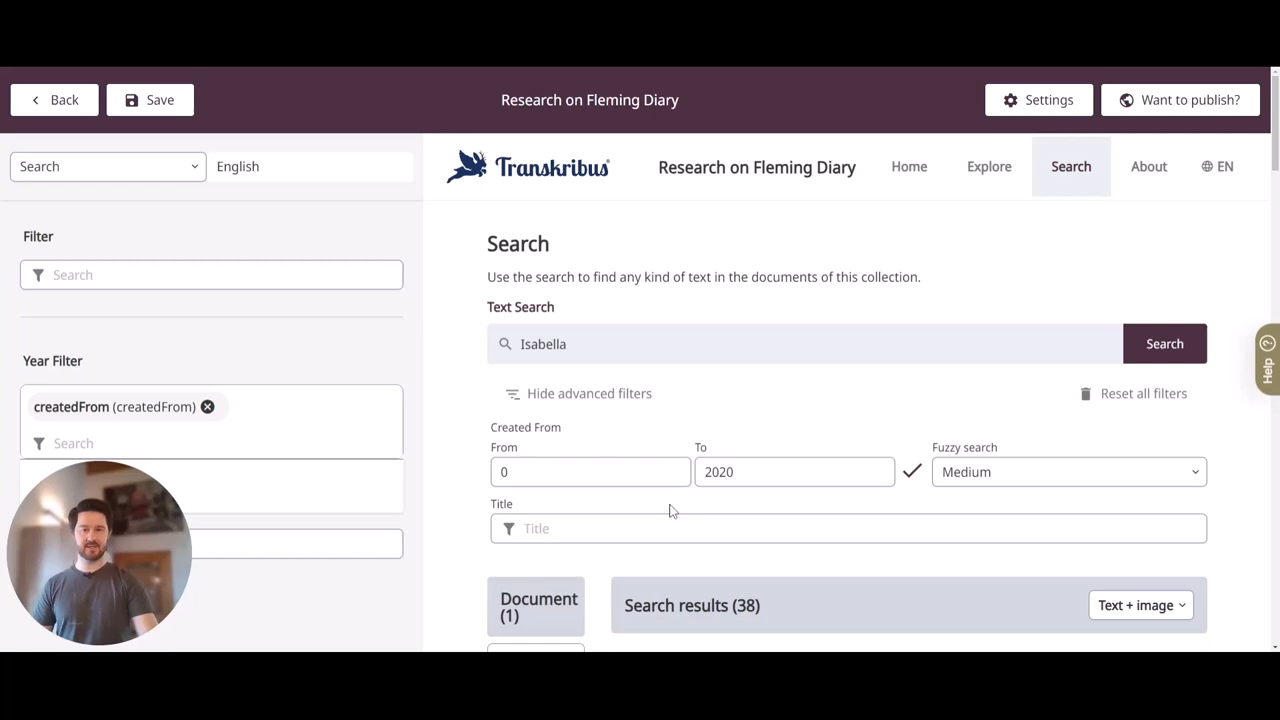 Back
Save
Research on Fleming Diary
Settings
Want to publish?
Search
English
Transkribus
Research on Fleming Diary
Home
Explore
Search
About
EN
Filter
Search
Year Filter
createdFrom (createdFrom)
Search
Search
Use the search to find any kind of text in the documents of this collection.
Text Search
Isabella
Search
Hide advanced filters
Reset all filters
Created From
From
To
Fuzzy search
0
2020
Medium
Title
Title
Document
(1)
Search results (38)
Text + image
Help